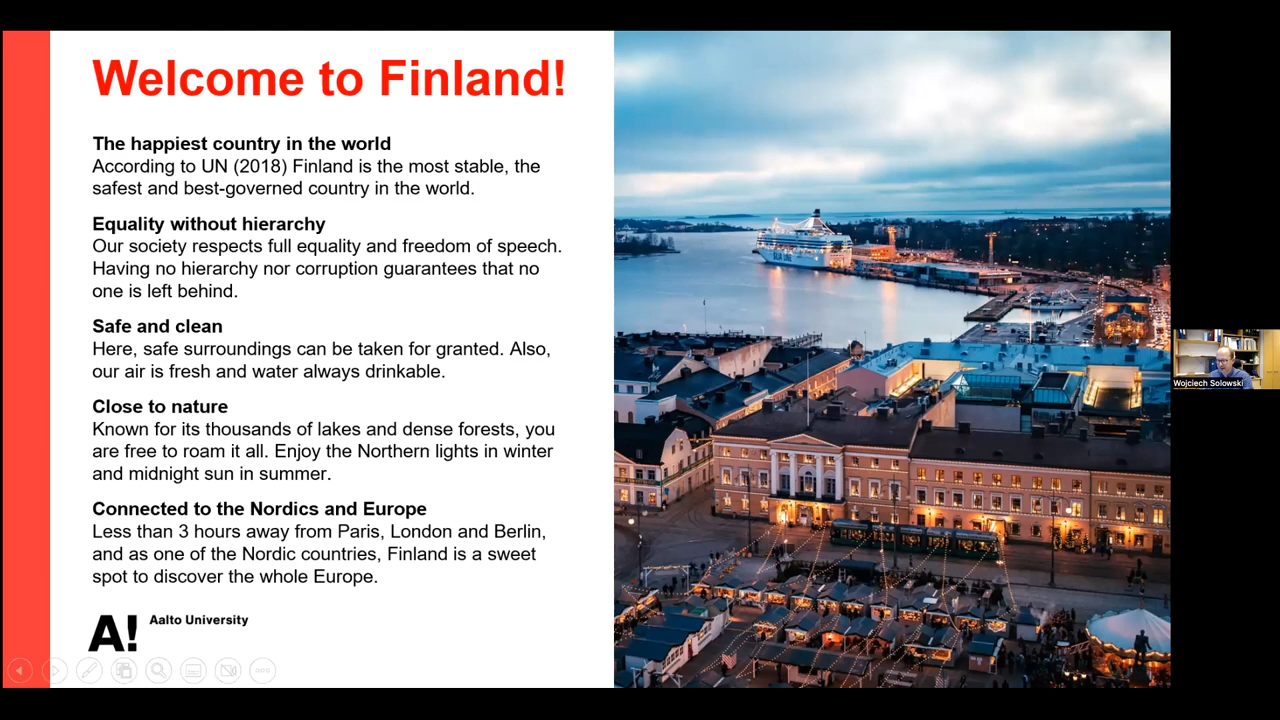 Welcome to Finland!
The happiest country in the world
According to UN (2018) Finland is the most stable, the
safest and best-governed country in the world.
Equality without hierarchy
Our society respects full equality and freedom of speech.
Having no hierarchy nor corruption guarantees that no
one is left behind.
Safe and clean
Here, safe surroundings can be taken for granted. Also,
our air is fresh and water always drinkable.
Close to nature
Known for its thousands of lakes and dense forests, you
are free to roam it all. Enjoy the Northern lights in winter
and midnight sun in summer.
Connected to the Nordics and Europe
Less than 3 hours away from Paris, London and Berlin,
and as one of the Nordic countries, Finland is a sweet
spot to discover the whole Europe.
A!
Aalto University
SILJA LINE
Wojciech Solowski